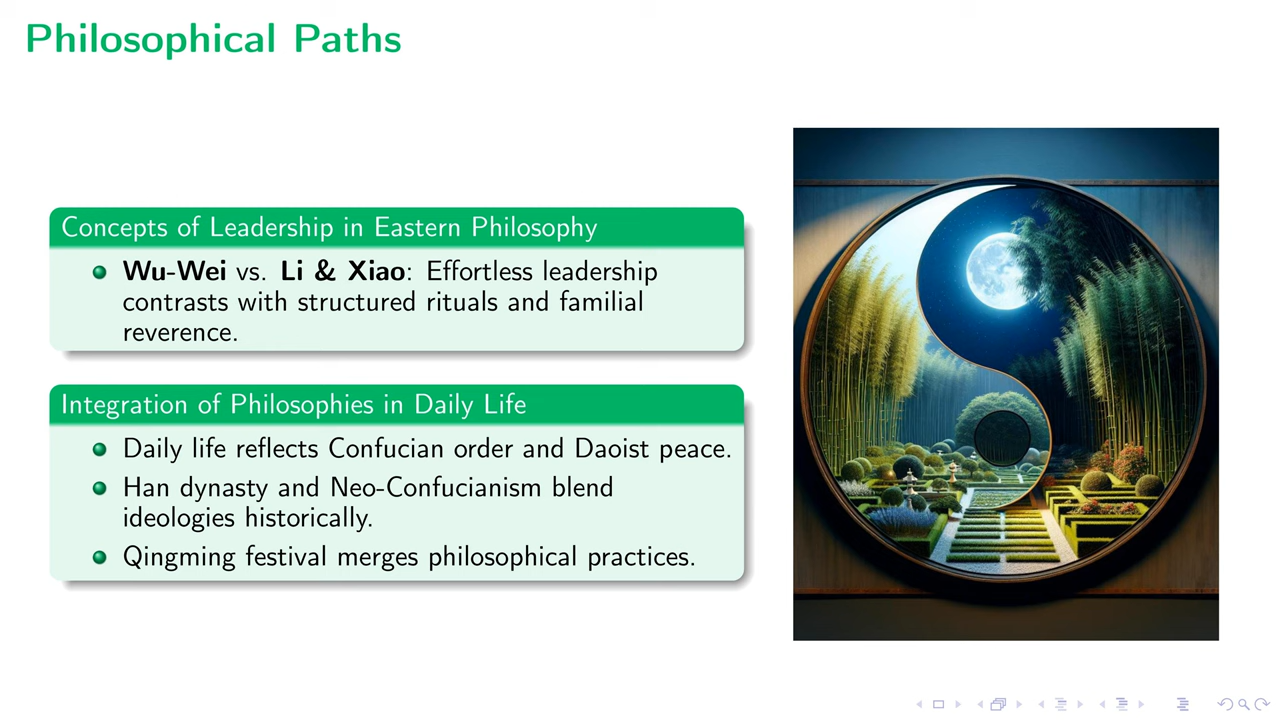 Philosophical Paths
Concepts of Leadership in Eastern Philosophy
Wu-Wei vs. Li & Xiao: Effortless leadership
contrasts with structured rituals and familial
reverence.
Integration of Philosophies in Daily Life
Daily life reflects Confucian order and Daoist peace.
Han dynasty and Neo-Confucianism blend
ideologies historically.
Qingming festival merges philosophical practices.